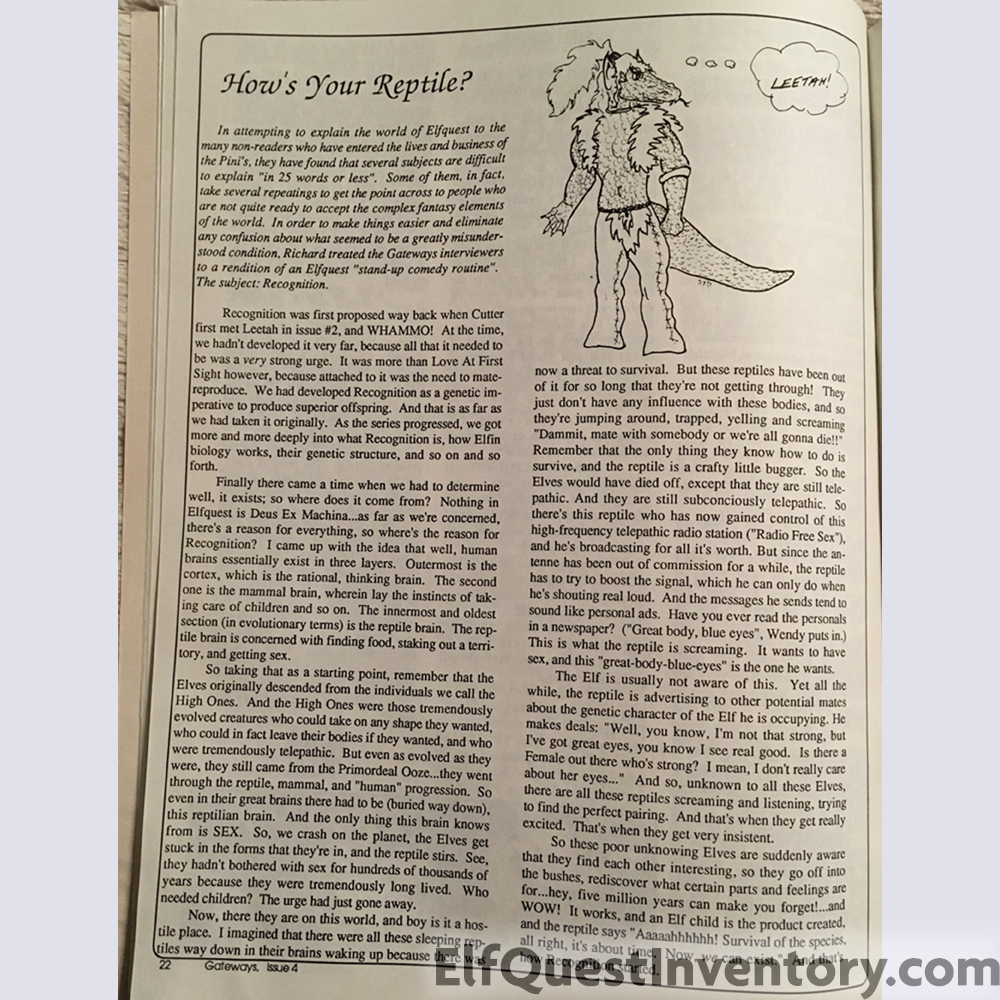 How's Your Reptile?
In attempting to explain the world of Elfquest to the
many non-readers who have entered the lives and business of
the Pini's, they have found that several subjects are difficult
to explain "in 25 words or less". Some of them, in fact,
take several repeatings to get the point across to people who
are not quite ready to accept the complex fantasy elements
of the world. In order to make things easier and eliminate
any confusion about what seemed to be a greatly misunder-
stood condition, Richard treated the Gateways interviewers
to a rendition of an Elfquest "stand-up comedy routine".
The subject: Recognition.
Recognition was first proposed way back when Cutter
first met Leetah in issue #2, and WHAMMO! At the time,
we hadn't developed it very far, because all that it needed to
be was a very strong urge. It was more than Love At First
Sight however, because attached to it was the need to mate-
reproduce. We had developed Recognition as a genetic im-
perative to produce superior offspring. And that is as far as
we had taken it originally. As the series progressed, we got
more and more deeply into what Recognition is, how Elfin
biology works, their genetic structure, and so on and so
forth.
Finally there came a time when we had to determine
well, it exists; so where does it come from? Nothing in
Elfquest is Deus Ex Machina...as far as we're concerned,
there's a reason for everything, so where's the reason for
Recognition? I came up with the idea that well, human
brains essentially exist in three layers. Outermost is the
cortex, which is the rational, thinking brain. The second
one is the mammal brain, wherein lay the instincts of tak-
ing care of children and so on. The innermost and oldest
section (in evolutionary terms) is the reptile brain. The rep-
tile brain is concerned with finding food, staking out a terri-
tory, and getting sex.
So taking that as a starting point, remember that the
Elves originally descended from the individuals we call the
High Ones. And the High Ones were those tremendously
evolved creatures who could take on any shape they wanted,
who could in fact leave their bodies if they wanted, and who
were tremendously telepathic. But even as evolved as they
were, they still came from the Primordeal Ooze...they went
through the reptile, mammal, and "human" progression. So
even in their great brains there had to be (buried way down),
this reptilian brain. And the only thing this brain knows
from is SEX. So, we crash on the planet, the Elves get
stuck in the forms that they're in, and the reptile stirs. See,
they hadn't bothered with sex for hundreds of thousands of
years because they were tremendously long lived. Who
needed children? The urge had just gone away.
Now, there they are on this world, and boy is it a hos-
tile place. I imagined that there were all these sleeping rep-
tiles way down in their brains waking up because there was
22 Gateways, issue 4
LEETAH!
now a threat to survival. But these reptiles have been out
of it for so long that they're not getting through! They
just don't have any influence with these bodies, and so
they're jumping around, trapped, yelling and screaming
"Dammit, mate with somebody or we're all gonna die!!"
Remember that the only thing they know how to do is
survive, and the reptile is a crafty little bugger. So the
Elves would have died off, except that they are still tele-
pathic. And they are still subconciously telepathic. So
there's this reptile who has now gained control of this
high-frequency telepathic radio station ("Radio Free Sex"),
and he's broadcasting for all it's worth. But since the an-
tenne has been out of commission for a while, the reptile
has to try to boost the signal, which he can only do when
he's shouting real loud. And the messages he sends tend to
sound like personal ads. Have you ever read the personals
in a newspaper? ("Great body, blue eyes", Wendy puts in.)
This is what the reptile is screaming. It wants to have
sex, and this "great-body-blue-eyes" is the one he wants.
The Elf is usually not aware of this. Yet all the
while, the reptile is advertising to other potential mates
about the genetic character of the Elf he is occupying. He
makes deals: "Well, you know, I'm not that strong, but
I've got great eyes, you know I see real good. Is there a
Female out there who's strong? I mean, I don't really care
about her eyes..." And so, unknown to all these Elves,
there are all these reptiles screaming and listening, trying
to find the perfect pairing. And that's when they get really
excited. That's when they get very insistent.
So these poor unknowing Elves are suddenly aware
that they find each other interesting, so they go off into
the bushes, rediscover what certain parts and feelings are
for...hey, five million years can make you forget!...and
WOW! It works, and an Elf child is the product created,
and the reptile says "Aaaaahhhhhh! Survival of the species,
all right, it's about time. Now, we can exist.". And that's
how Recognition started.
ElfQuestInventory.com